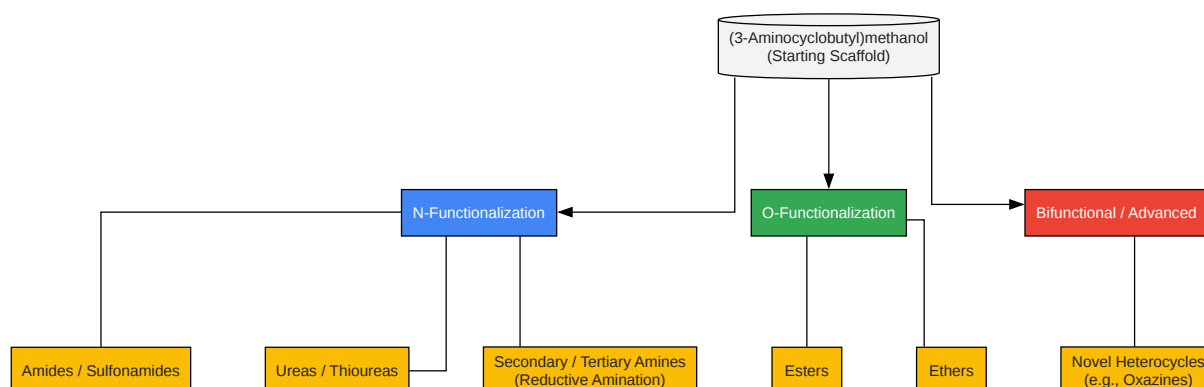 (3-Aminocyclobutyl)methanol
(Starting Scaffold)
N-Functionalization
O-Functionalization
Bifunctional / Advanced
Amides / Sulfonamides
Ureas / Thioureas
Secondary / Tertiary Amines
(Reductive Amination)
Esters
Ethers
Novel Heterocycles
(e.g., Oxazines)